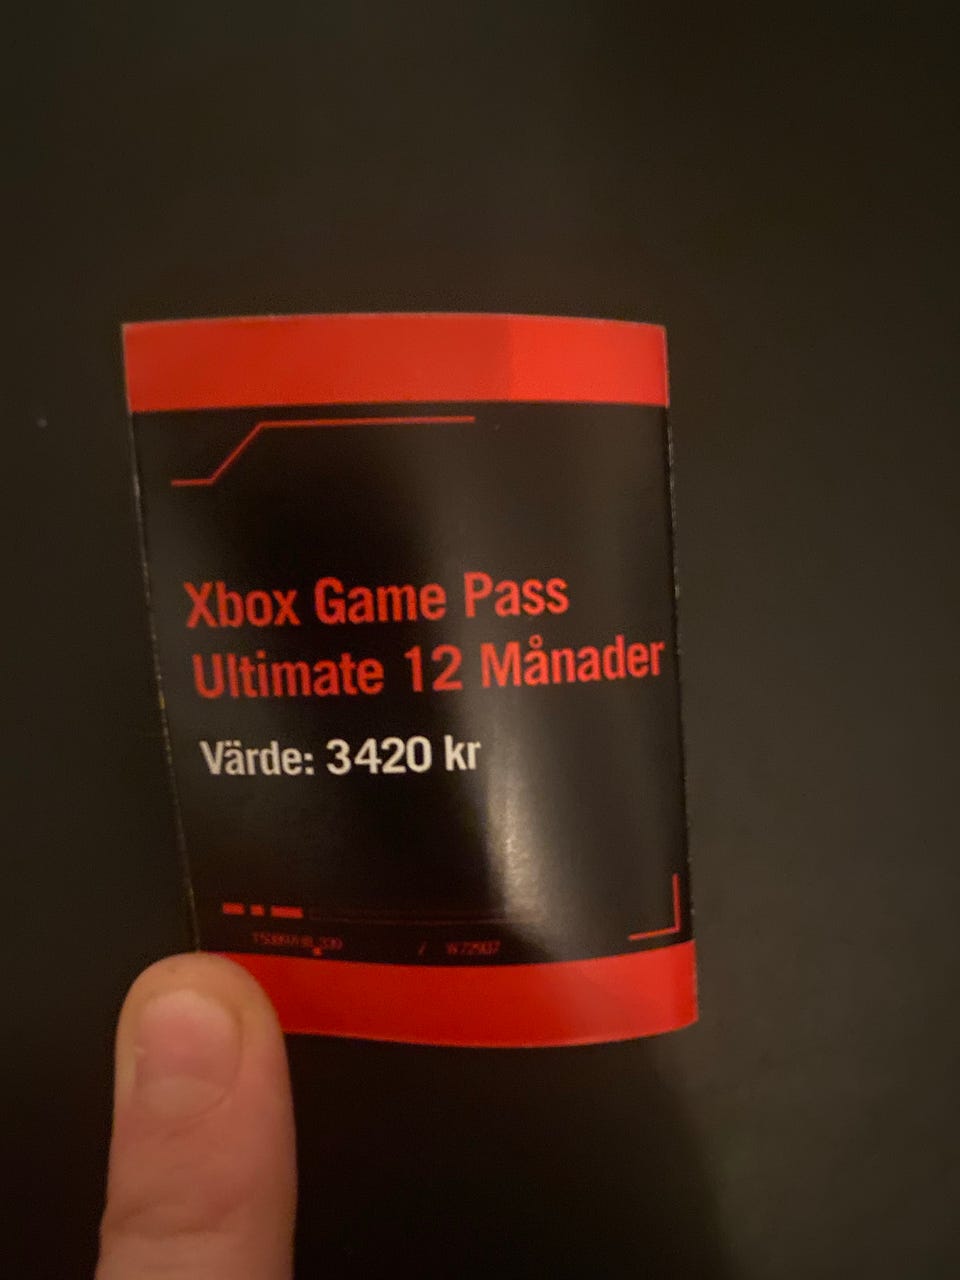 Xbox Game Pass
Ultimate 12 Månader
Värde: 3420 kr
/